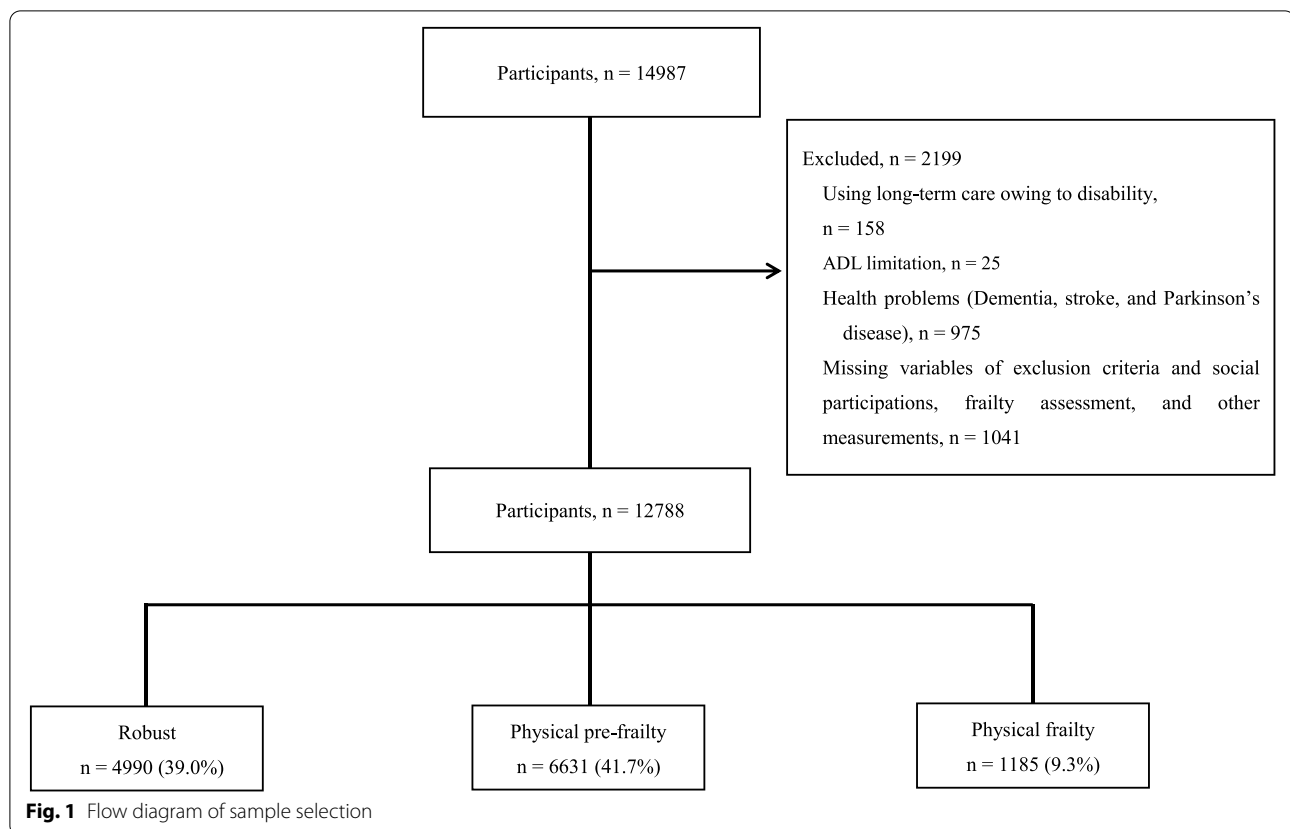 Participants, n = 14987
Excluded, n = 2199
Using long-term care owing to disability,
n = 158
ADL limitation, n = 25
Health problems (Dementia, stroke, and Parkinson's
disease), n = 975
Missing variables of exclusion criteria and social
participations, frailty assessment, and other
measurements, n = 1041
Participants, n = 12788
Robust
n = 4990 (39.0%)
Physical pre-frailty
n = 6631 (41.7%)
Physical frailty
n = 1185 (9.3%)
Fig. 1 Flow diagram of sample selection